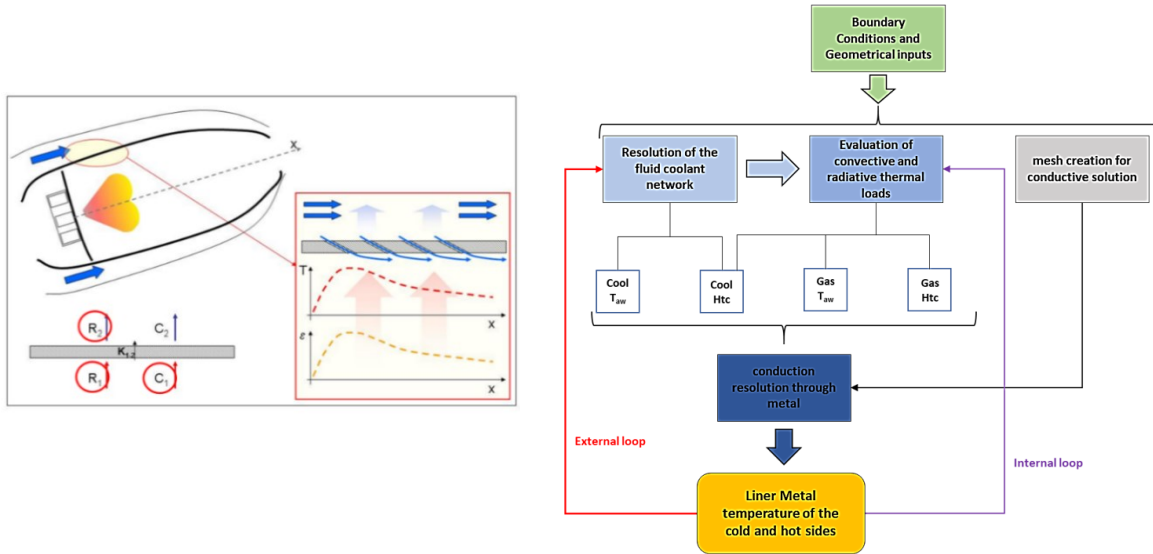 X
T
X
ε
X
R₂
C₂
K₁₋₂
R₁
C₁
Boundary
Conditions and
Geometrical inputs
Resolution of the
fluid coolant
network
Evaluation of
convective and
radiative thermal
loads
mesh creation for
conductive solution
Cool
Tₐw
Cool
Htc
Gas
Tₐw
Gas
Htc
conduction
resolution through
metal
External loop
Internal loop
Liner Metal
temperature of the
cold and hot sides